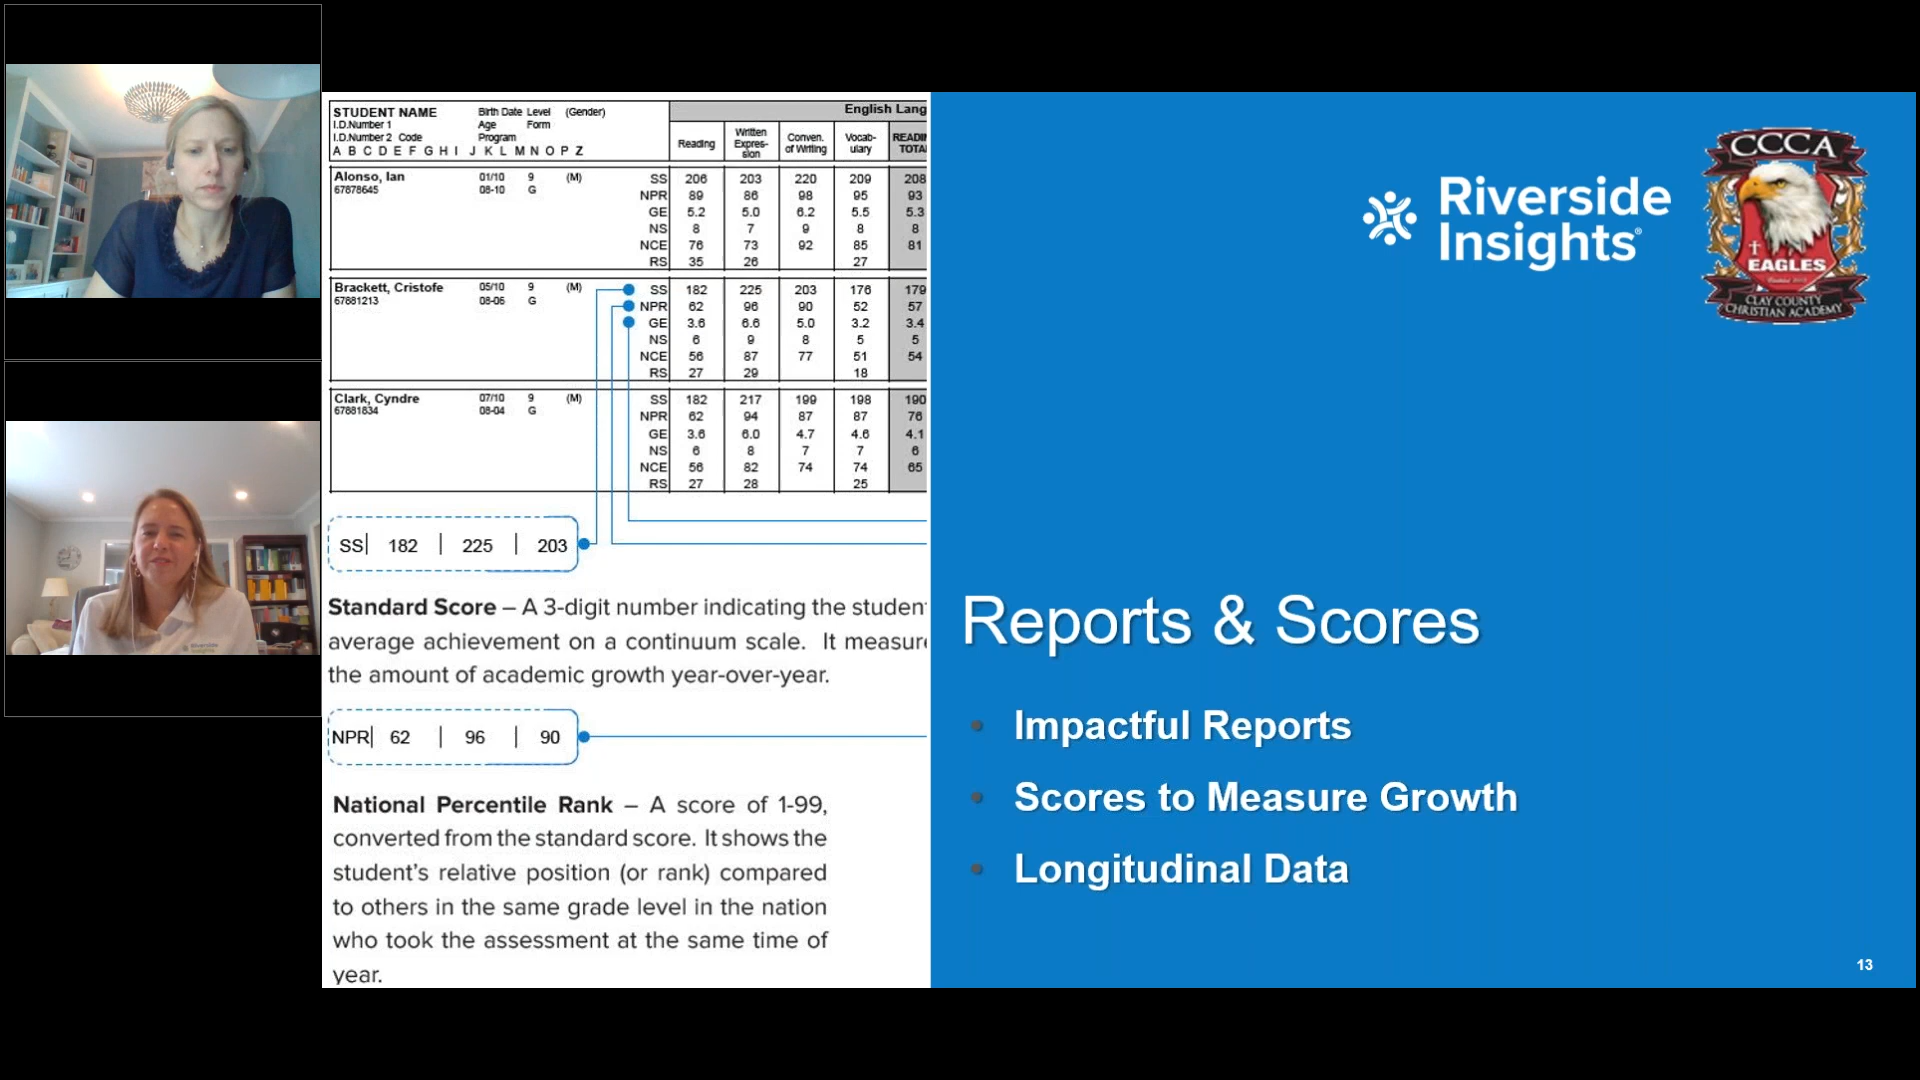 STUDENT NAME Birth Date Level (Gender)
I.D.Number 1 Age Form
I.D.Number 2 Code Program
A B C D E F G H I J K L M N O P Z
English Lang
Reading
Written Expres- sion
Conven. of Writing
Vocab- ulary
READIN TOTAL
Alonso, Ian 01/10 9 (M) SS 206 203 220 209 208
67878645 08-10 G NPR 89 86 98 95 93
GE 5.2 5.0 6.2 5.5 5.3
NS 8 7 9 8 8
NCE 76 73 92 85 81
RS 35 26 27
Brackett, Cristofe 05/10 9 (M) SS 182 225 203 176 179
67881213 08-06 G NPR 62 96 90 52 57
GE 3.6 6.6 5.0 3.2 3.4
NS 6 9 8 5 5
NCE 56 87 77 51 54
RS 27 29 18
Clark, Cyndre 07/10 9 (M) SS 182 217 199 198 190
67881834 08-04 G NPR 62 94 87 87 76
GE 3.6 6.0 4.7 4.6 4.1
NS 6 8 7 7 6
NCE 56 82 74 74 65
RS 27 28 25
SS| 182 | 225 | 203
Standard Score – A 3-digit number indicating the student
average achievement on a continuum scale. It measure
the amount of academic growth year-over-year.
NPR| 62 | 96 | 90
National Percentile Rank – A score of 1-99,
converted from the standard score. It shows the
student's relative position (or rank) compared
to others in the same grade level in the nation
who took the assessment at the same time of
year.
Riverside
Insights®
CCCA
EAGLES
CLAY COUNTY
CHRISTIAN ACADEMY
Reports & Scores
• Impactful Reports
• Scores to Measure Growth
• Longitudinal Data
13
Riverside
Insights